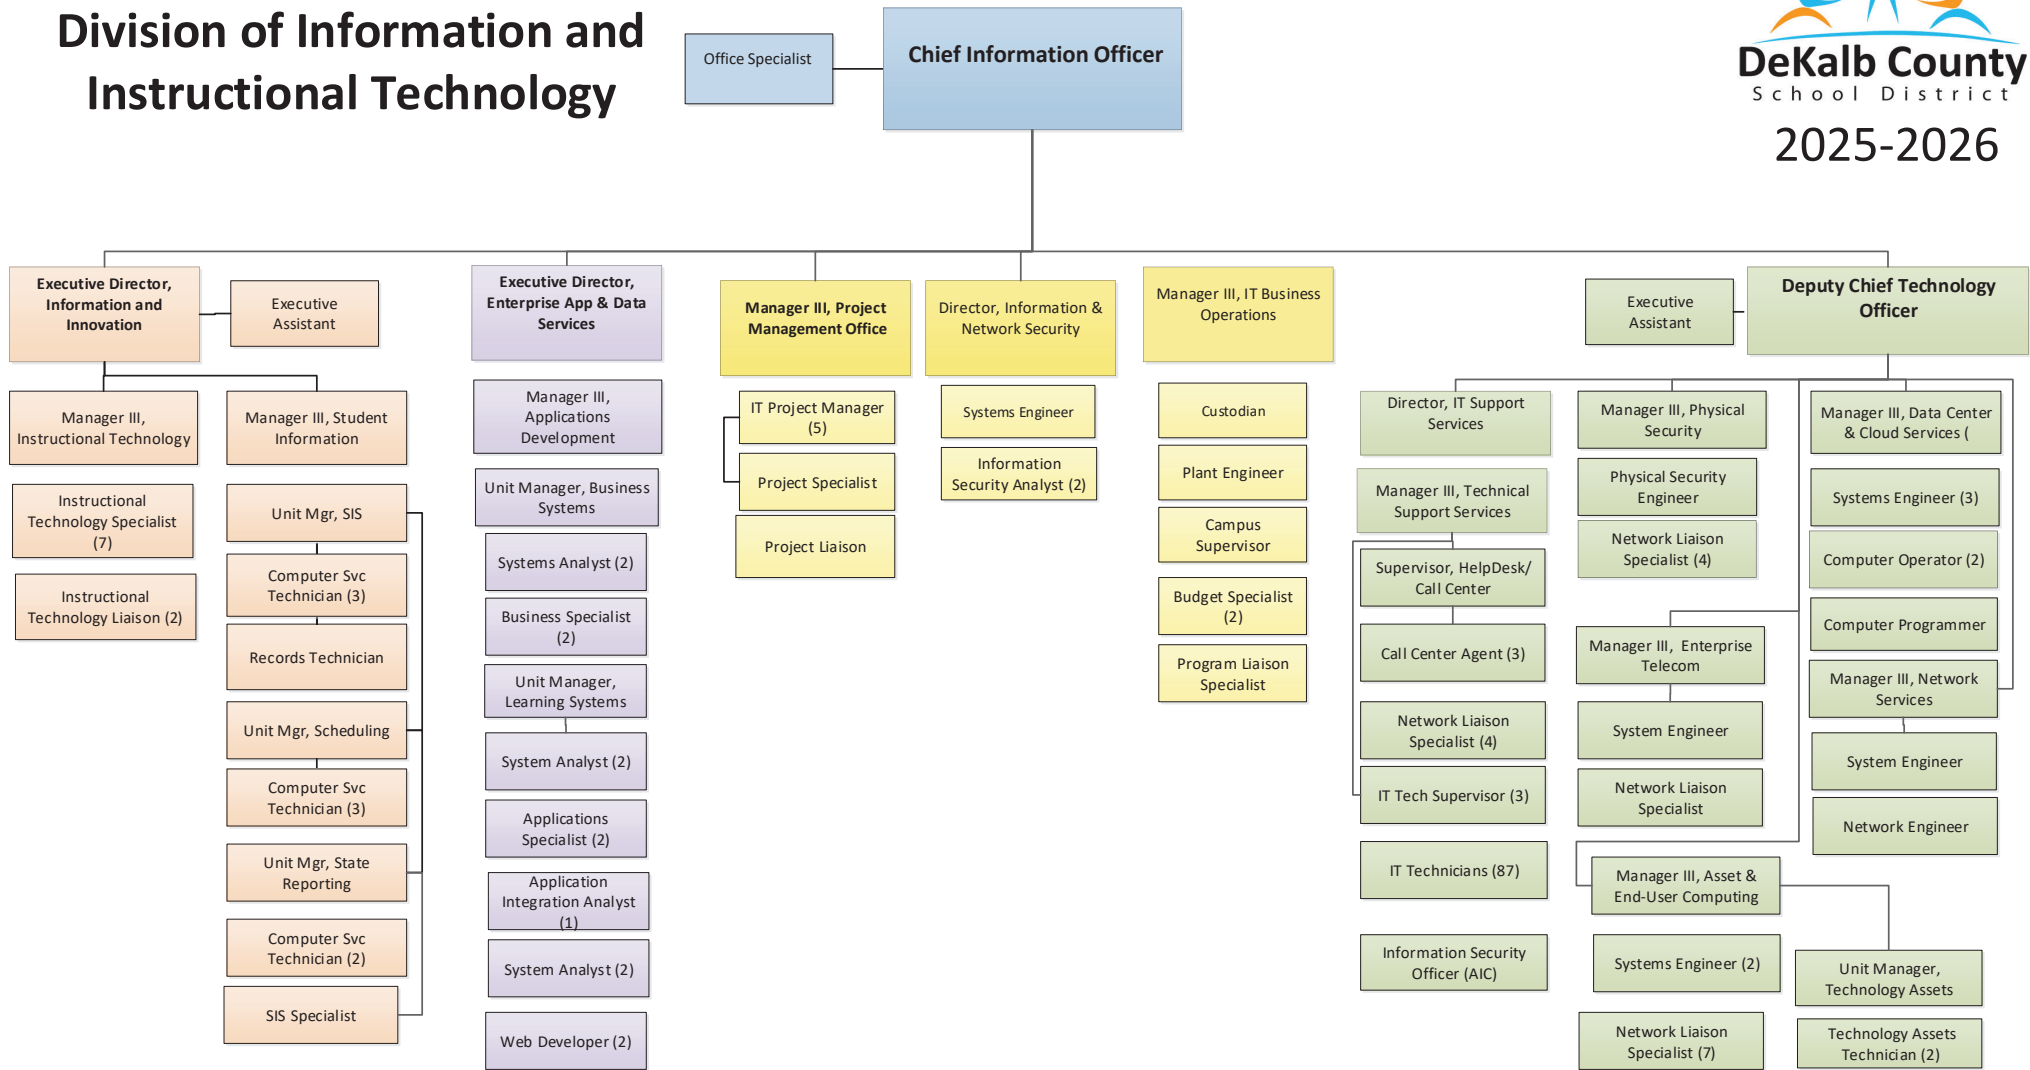 Division of Information and
Instructional Technology
Office Specialist
Chief Information Officer
DeKalb County
School District
2025-2026
Executive Director,
Information and
Innovation
Executive
Assistant
Manager III,
Instructional Technology
Manager III, Student
Information
Instructional
Technology Specialist
(7)
Instructional
Technology Liaison (2)
Unit Mgr, SIS
Computer Svc
Technician (3)
Records Technician
Unit Mgr, Scheduling
Computer Svc
Technician (3)
Unit Mgr, State
Reporting
Computer Svc
Technician (2)
SIS Specialist
Executive Director,
Enterprise App & Data
Services
Manager III,
Applications
Development
Unit Manager, Business
Systems
Systems Analyst (2)
Business Specialist
(2)
Unit Manager,
Learning Systems
System Analyst (2)
Applications
Specialist (2)
Application
Integration Analyst
(1)
System Analyst (2)
Web Developer (2)
Manager III, Project
Management Office
IT Project Manager
(5)
Project Specialist
Project Liaison
Director, Information &
Network Security
Systems Engineer
Information
Security Analyst (2)
Manager III, IT Business
Operations
Custodian
Plant Engineer
Campus
Supervisor
Budget Specialist
(2)
Program Liaison
Specialist
Executive
Assistant
Deputy Chief Technology
Officer
Director, IT Support
Services
Manager III, Technical
Support Services
Supervisor, HelpDesk/
Call Center
Call Center Agent (3)
Network Liaison
Specialist (4)
IT Tech Supervisor (3)
IT Technicians (87)
Information Security
Officer (AIC)
Manager III, Physical
Security
Physical Security
Engineer
Network Liaison
Specialist (4)
Manager III, Enterprise
Telecom
System Engineer
Network Liaison
Specialist
Manager III, Asset &
End-User Computing
Systems Engineer (2)
Network Liaison
Specialist (7)
Manager III, Data Center
& Cloud Services (
Systems Engineer (3)
Computer Operator (2)
Computer Programmer
Manager III, Network
Services
System Engineer
Network Engineer
Unit Manager,
Technology Assets
Technology Assets
Technician (2)